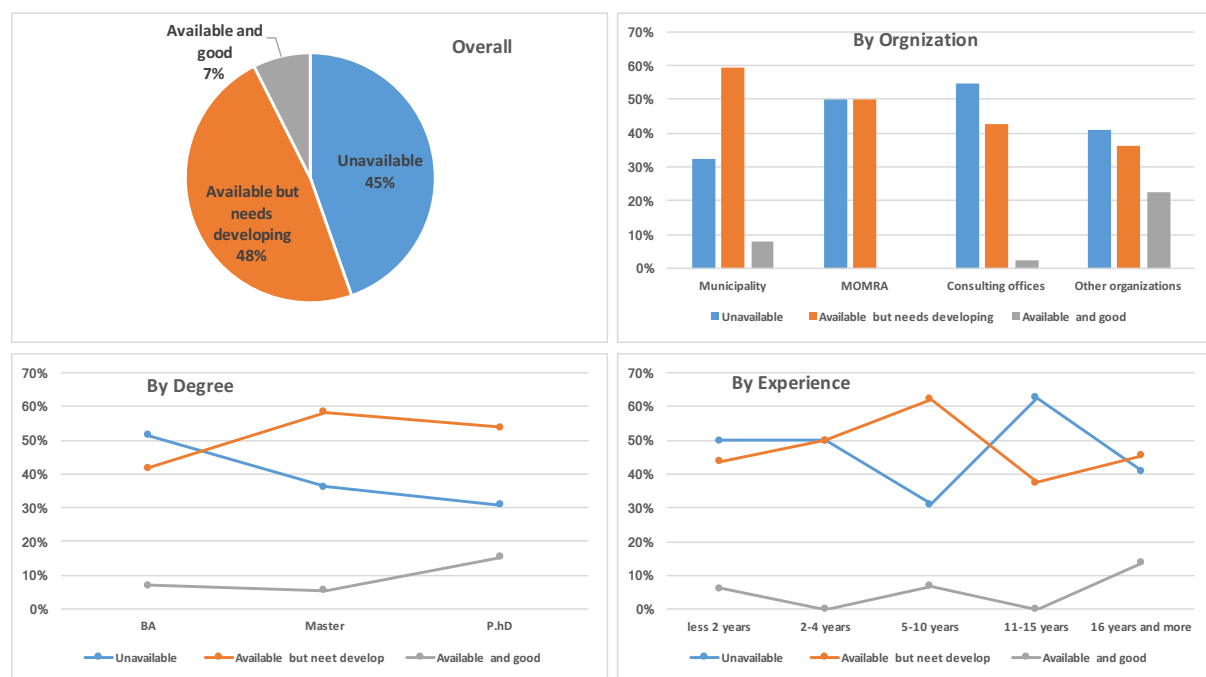 Overall
Available and
good
7%
Unavailable
45%
Available but
needs
developing
48%
By Orgnization
70%
60%
50%
40%
30%
20%
10%
0%
Municipality MOMRA Consulting offices Other organizations
Unavailable Available but needs developing Available and good
By Degree
70%
60%
50%
40%
30%
20%
10%
0%
BA Master P.hD
Unavailable Available but neet develop Available and good
By Experience
70%
60%
50%
40%
30%
20%
10%
0%
less 2 years 2-4 years 5-10 years 11-15 years 16 years and more
Unavailable Available but neet develop Available and good